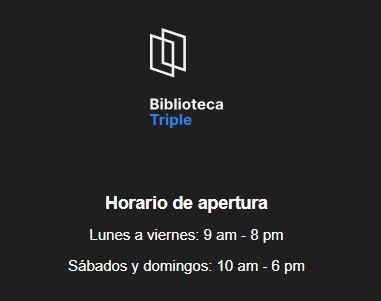 Biblioteca
Triple
Horario de apertura
Lunes a viernes: 9 am - 8 pm
Sábados y domingos: 10 am - 6 pm